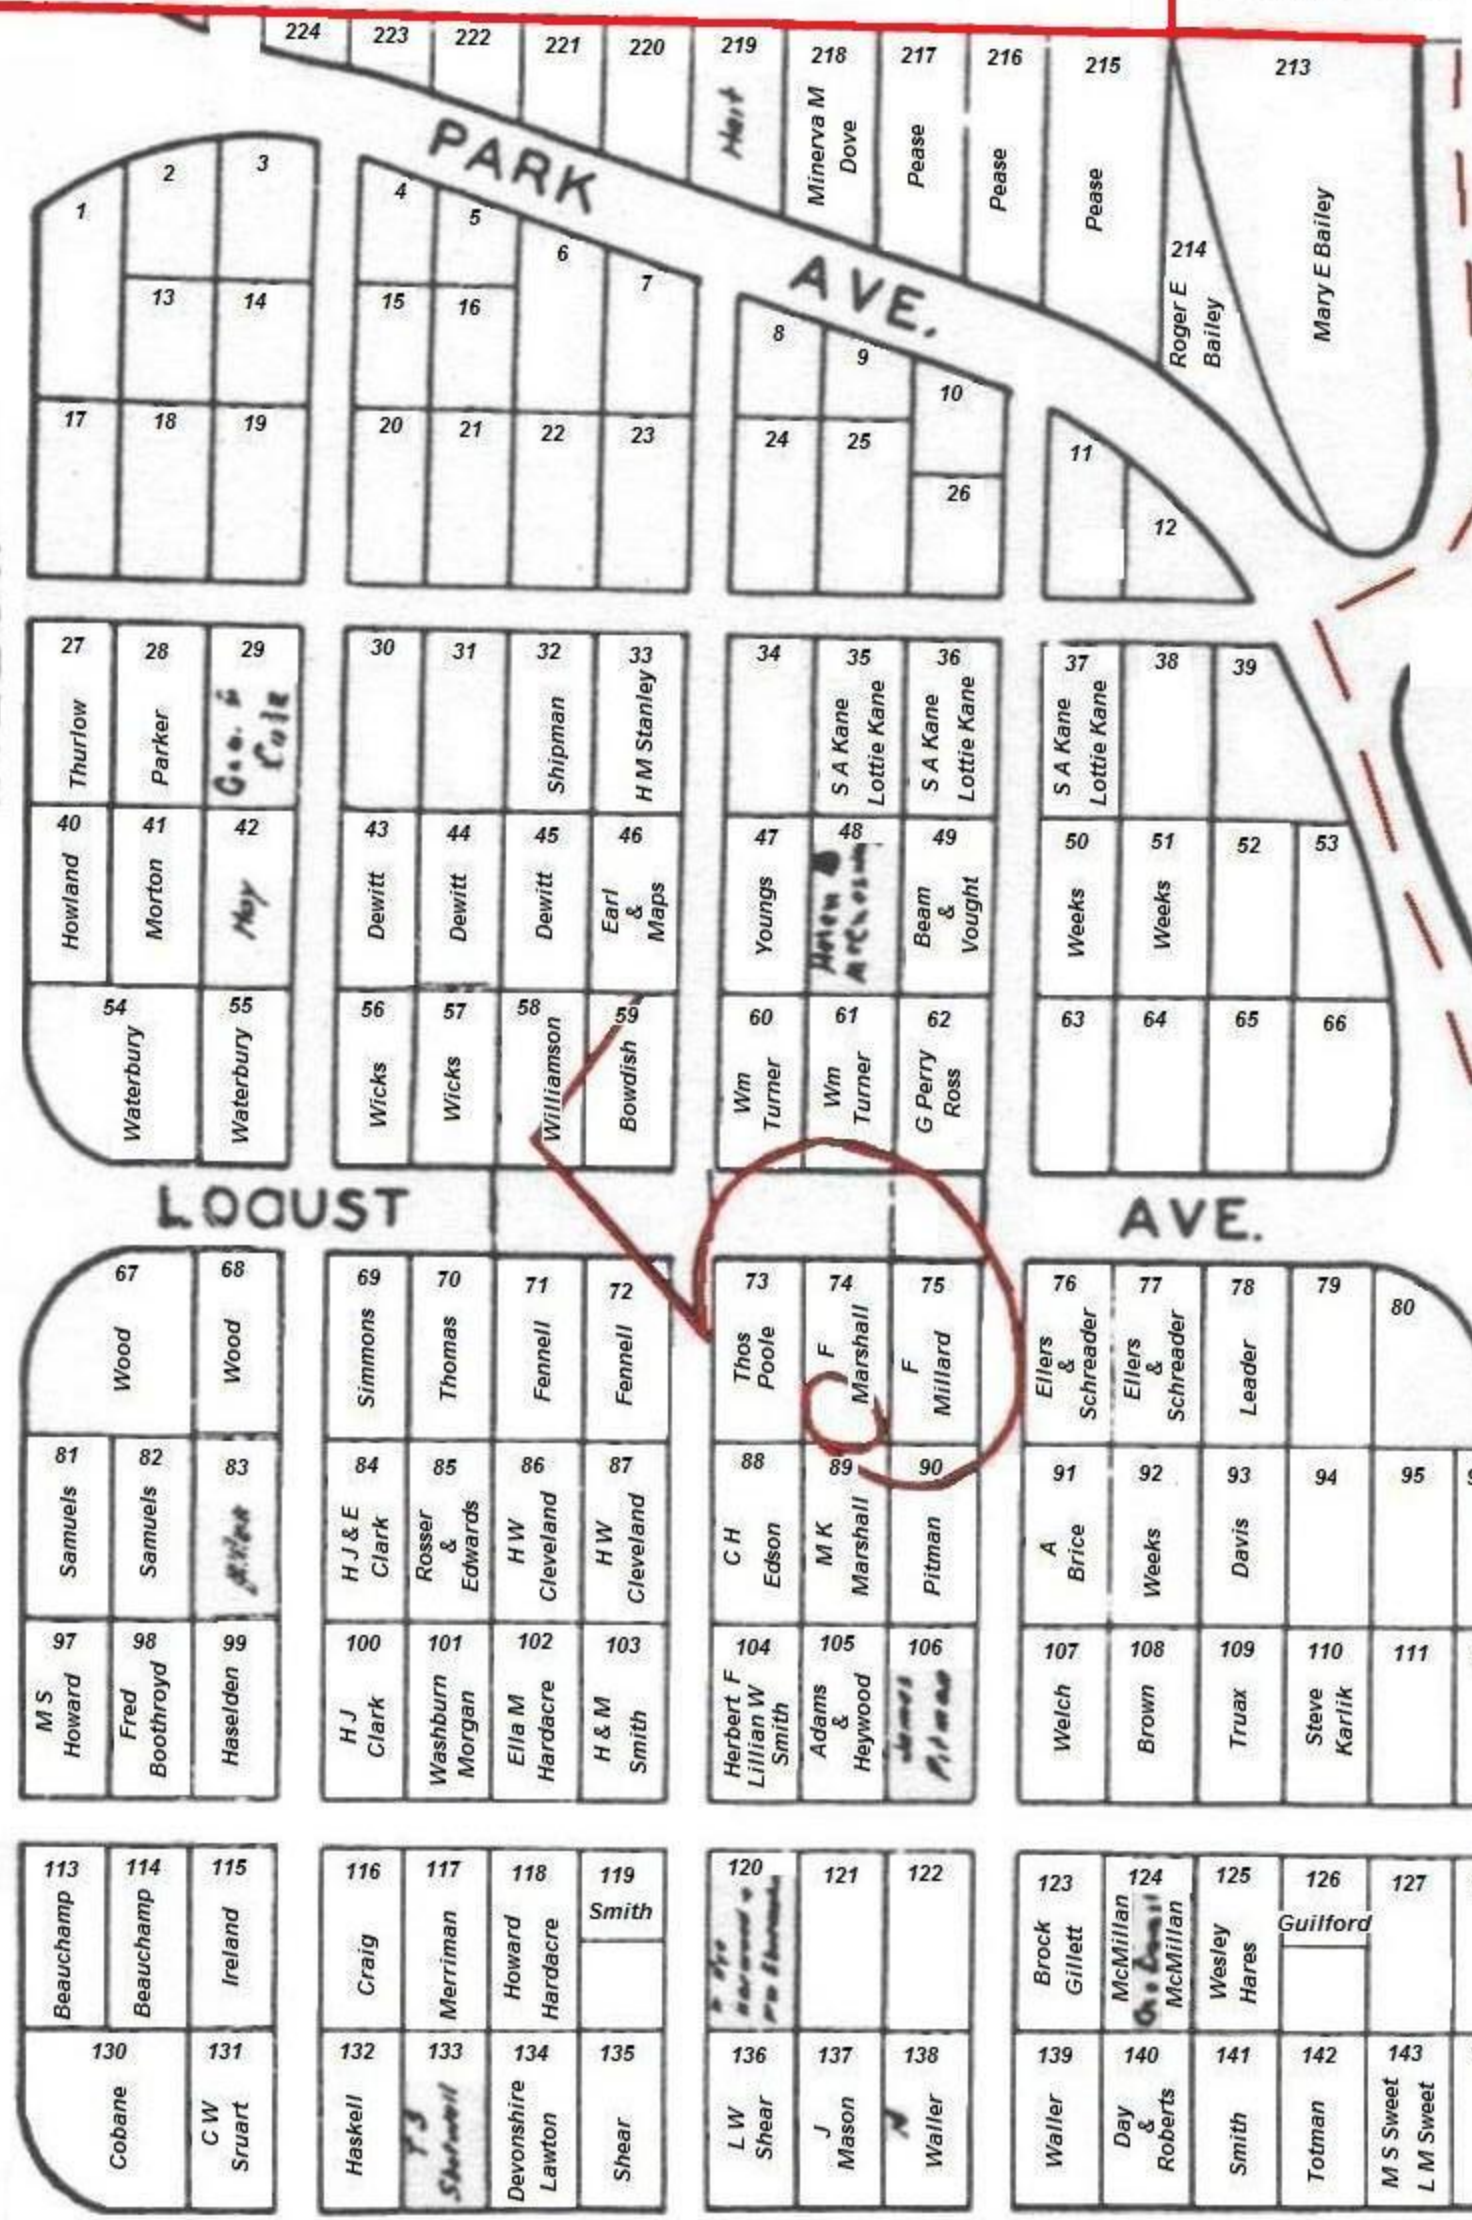 224 223 222 221 220 219 218 217 216 215 213
Hait
Minerva M
Dove
Pease
Pease
Pease
214
Roger E
Bailey
Mary E Bailey
PARK
AVE.
1 2 3 4 5 6 7 8 9 10 11 12
13 14 15 16
17 18 19 20 21 22 23 24 25 26
27 28 29 30 31 32 33 34 35 36 37 38 39
Thurlow
Parker
Geo. W
Cole
Shipman
H M Stanley
S A Kane
Lottie Kane
S A Kane
Lottie Kane
S A Kane
Lottie Kane
40 41 42 43 44 45 46 47 48 49 50 51 52 53
Howland
Morton
May
Dewitt
Dewitt
Dewitt
Earl
&
Maps
Youngs
Beam
&
Vought
Weeks
Weeks
54 55 56 57 58 59 60 61 62 63 64 65 66
Waterbury
Waterbury
Wicks
Wicks
Williamson
Bowdish
Wm
Turner
Wm
Turner
G Perry
Ross
LOCUST
AVE.
67 68 69 70 71 72 73 74 75 76 77 78 79 80
Wood
Wood
Simmons
Thomas
Fennell
Fennell
Thos
Poole
F
Marshall
F
Millard
Ellers
&
Schreader
Ellers
&
Schreader
Leader
81 82 83 84 85 86 87 88 89 90 91 92 93 94 95
Samuels
Samuels
H J & E
Clark
Rosser
&
Edwards
H W
Cleveland
H W
Cleveland
C H
Edson
M K
Marshall
Pitman
A
Brice
Weeks
Davis
97 98 99 100 101 102 103 104 105 106 107 108 109 110 111
M S
Howard
Fred
Boothroyd
Haselden
H J
Clark
Washburn
Morgan
Ella M
Hardacre
H & M
Smith
Herbert F
Lillian W
Smith
Adams
&
Heywood
James
Pitman
Welch
Brown
Truax
Steve
Karlik
113 114 115 116 117 118 119 120 121 122 123 124 125 126 127
Beauchamp
Beauchamp
Ireland
Craig
Merriman
Howard
Hardacre
Smith
Brock
Gillett
McMillan
McMillan
Wesley
Hares
Guilford
130 131 132 133 134 135 136 137 138 139 140 141 142 143
Cobane
C W
Sruart
Haskell
Devonshire
Lawton
Shear
L W
Shear
J
Mason
N
Waller
Waller
Day
&
Roberts
Smith
Totman
M S Sweet
L M Sweet